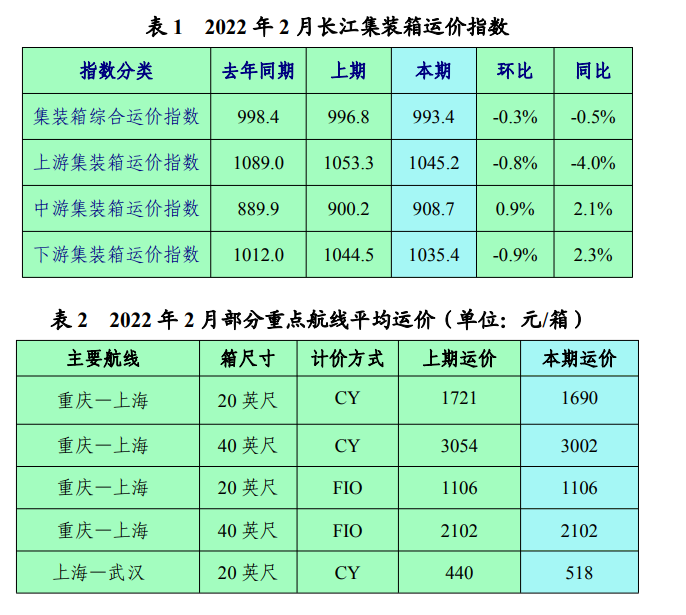 表 1 2022 年 2 月长江集装箱运价指数
指数分类 去年同期 上期 本期 环比 同比
集装箱综合运价指数 998.4 996.8 993.4 -0.3% -0.5%
上游集装箱运价指数 1089.0 1053.3 1045.2 -0.8% -4.0%
中游集装箱运价指数 889.9 900.2 908.7 0.9% 2.1%
下游集装箱运价指数 1012.0 1044.5 1035.4 -0.9% 2.3%
表 2 2022 年 2 月部分重点航线平均运价（单位：元/箱）
主要航线 箱尺寸 计价方式 上期运价 本期运价
重庆—上海 20 英尺 CY 1721 1690
重庆—上海 40 英尺 CY 3054 3002
重庆—上海 20 英尺 FIO 1106 1106
重庆—上海 40 英尺 FIO 2102 2102
上海—武汉 20 英尺 CY 440 518